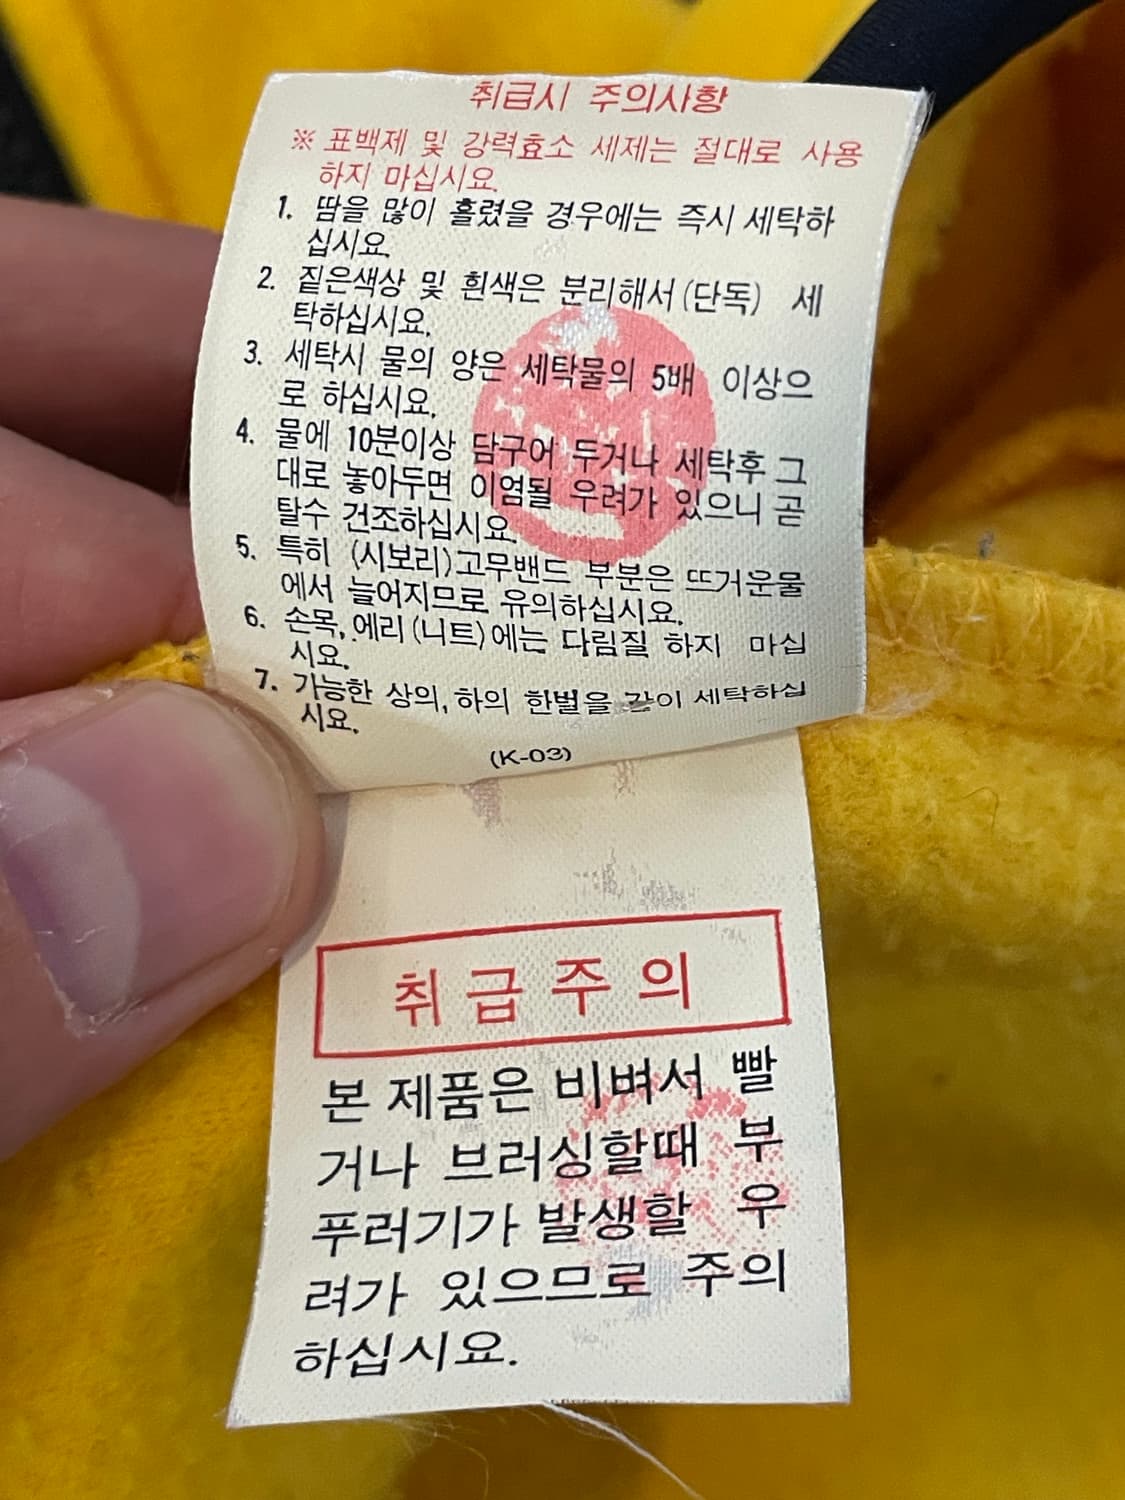 취급시 주의사항
※ 표백제 및 강력효소 세제는 절대로 사용
하지 마십시요.
1. 땀을 많이 흘렸을 경우에는 즉시 세탁하
십시요.
2. 짙은색상 및 흰색은 분리해서(단독) 세
탁하십시요.
3. 세탁시 물의 양은 세탁물의 5배 이상으
로 하십시요.
4. 물에 10분이상 담구어 두거나 세탁후 그
대로 놓아두면 이염될 우려가 있으니 곧
탈수 건조하십시요.
5. 특히 (시보리)고무밴드 부분은 뜨거운물
에서 늘어지므로 유의하십시요.
6. 손목, 에리(니트)에는 다림질 하지 마십
시요.
7. 가능한 상의, 하의 한벌을 같이 세탁하십
시요.
(K-03)
취급주의
본 제품은 비벼서 빨
거나 브러싱할때 부
푸러기가 발생할 우
려가 있으므로 주의
하십시요.